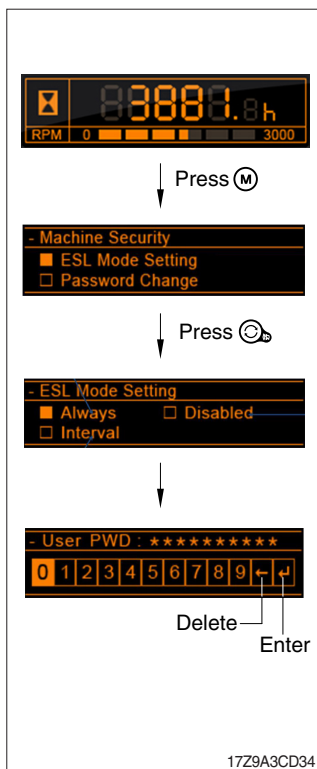 3881. h
RPM 0 3000
Press M
- Machine Security
■ ESL Mode Setting
□ Password Change
Press
- ESL Mode Setting
■ Always □ Disabled
□ Interval
- User PWD : **********
0 1 2 3 4 5 6 7 8 9 ← ↵
Delete
Enter
17Z9A3CD34